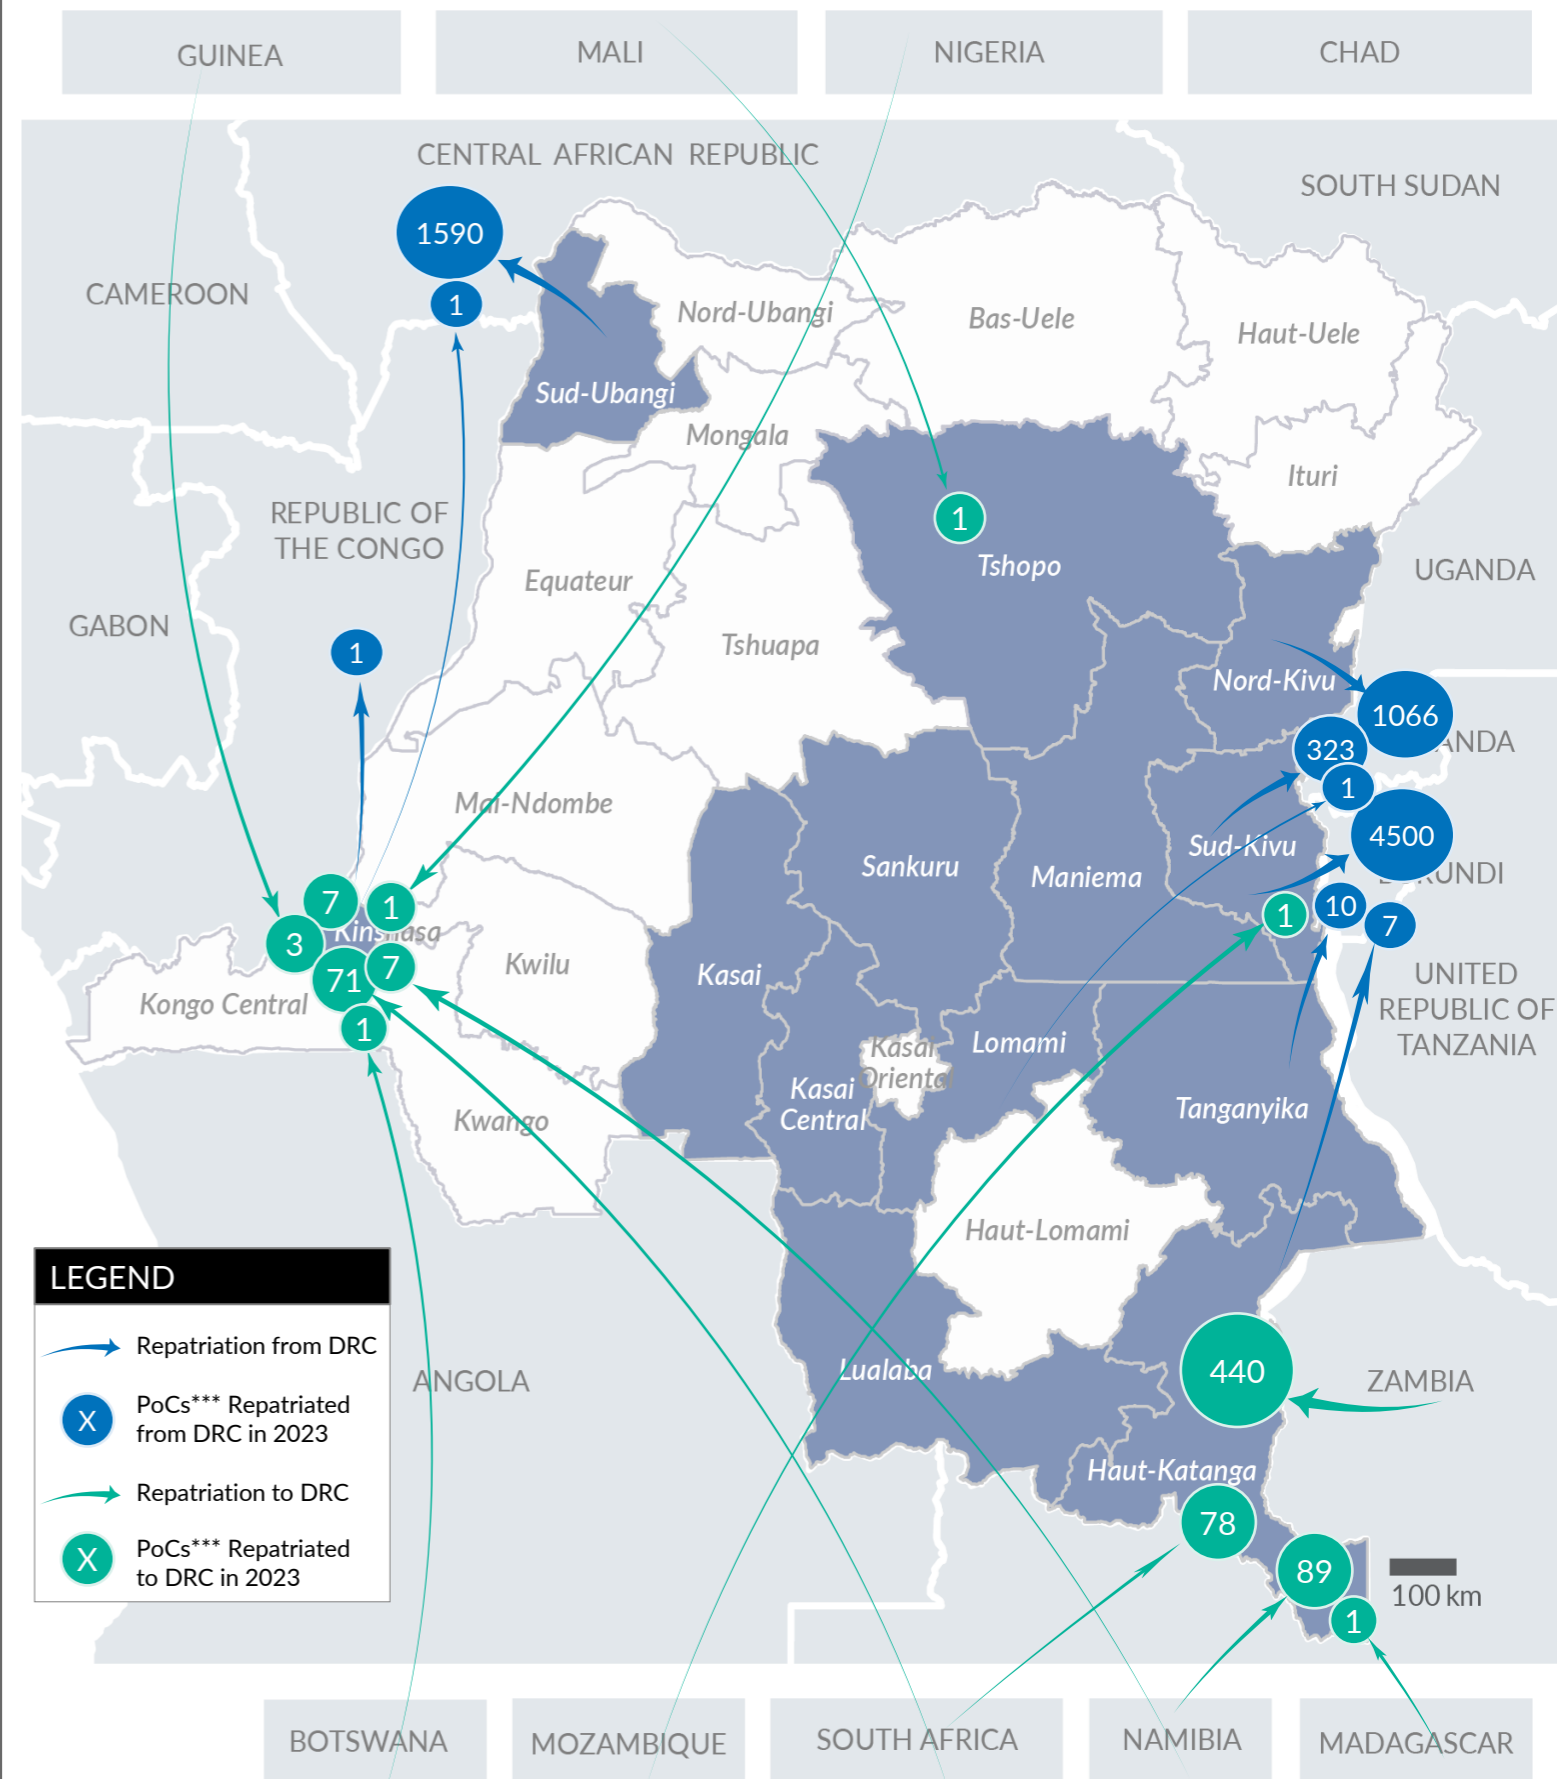 GUINEA
MALI
NIGERIA
CHAD
CENTRAL AFRICAN REPUBLIC
SOUTH SUDAN
1590
1
CAMEROON
Nord-Ubangi
Bas-Uele
Haut-Uele
Sud-Ubangi
Mongala
Ituri
REPUBLIC OF
THE CONGO
1
Tshopo
UGANDA
Equateur
GABON
Tshuapa
1
Nord-Kivu
1066
323
ANDA
1
Mai-Ndombe
4500
Sud-Kivu
Sankuru
Maniema
URUNDI
7
1
1
10
7
3
Kinshasa
71
7
Kwilu
Kasai
UNITED
REPUBLIC OF
TANZANIA
Kongo Central
1
Lomami
Kasai
Oriental
Kasai
Central
Tanganyika
Kwango
Haut-Lomami
LEGEND
Repatriation from DRC
X
PoCs*** Repatriated
from DRC in 2023
Repatriation to DRC
X
PoCs*** Repatriated
to DRC in 2023
ANGOLA
Lualaba
440
ZAMBIA
Haut-Katanga
78
89
1
100 km
BOTSWANA
MOZAMBIQUE
SOUTH AFRICA
NAMIBIA
MADAGASCAR